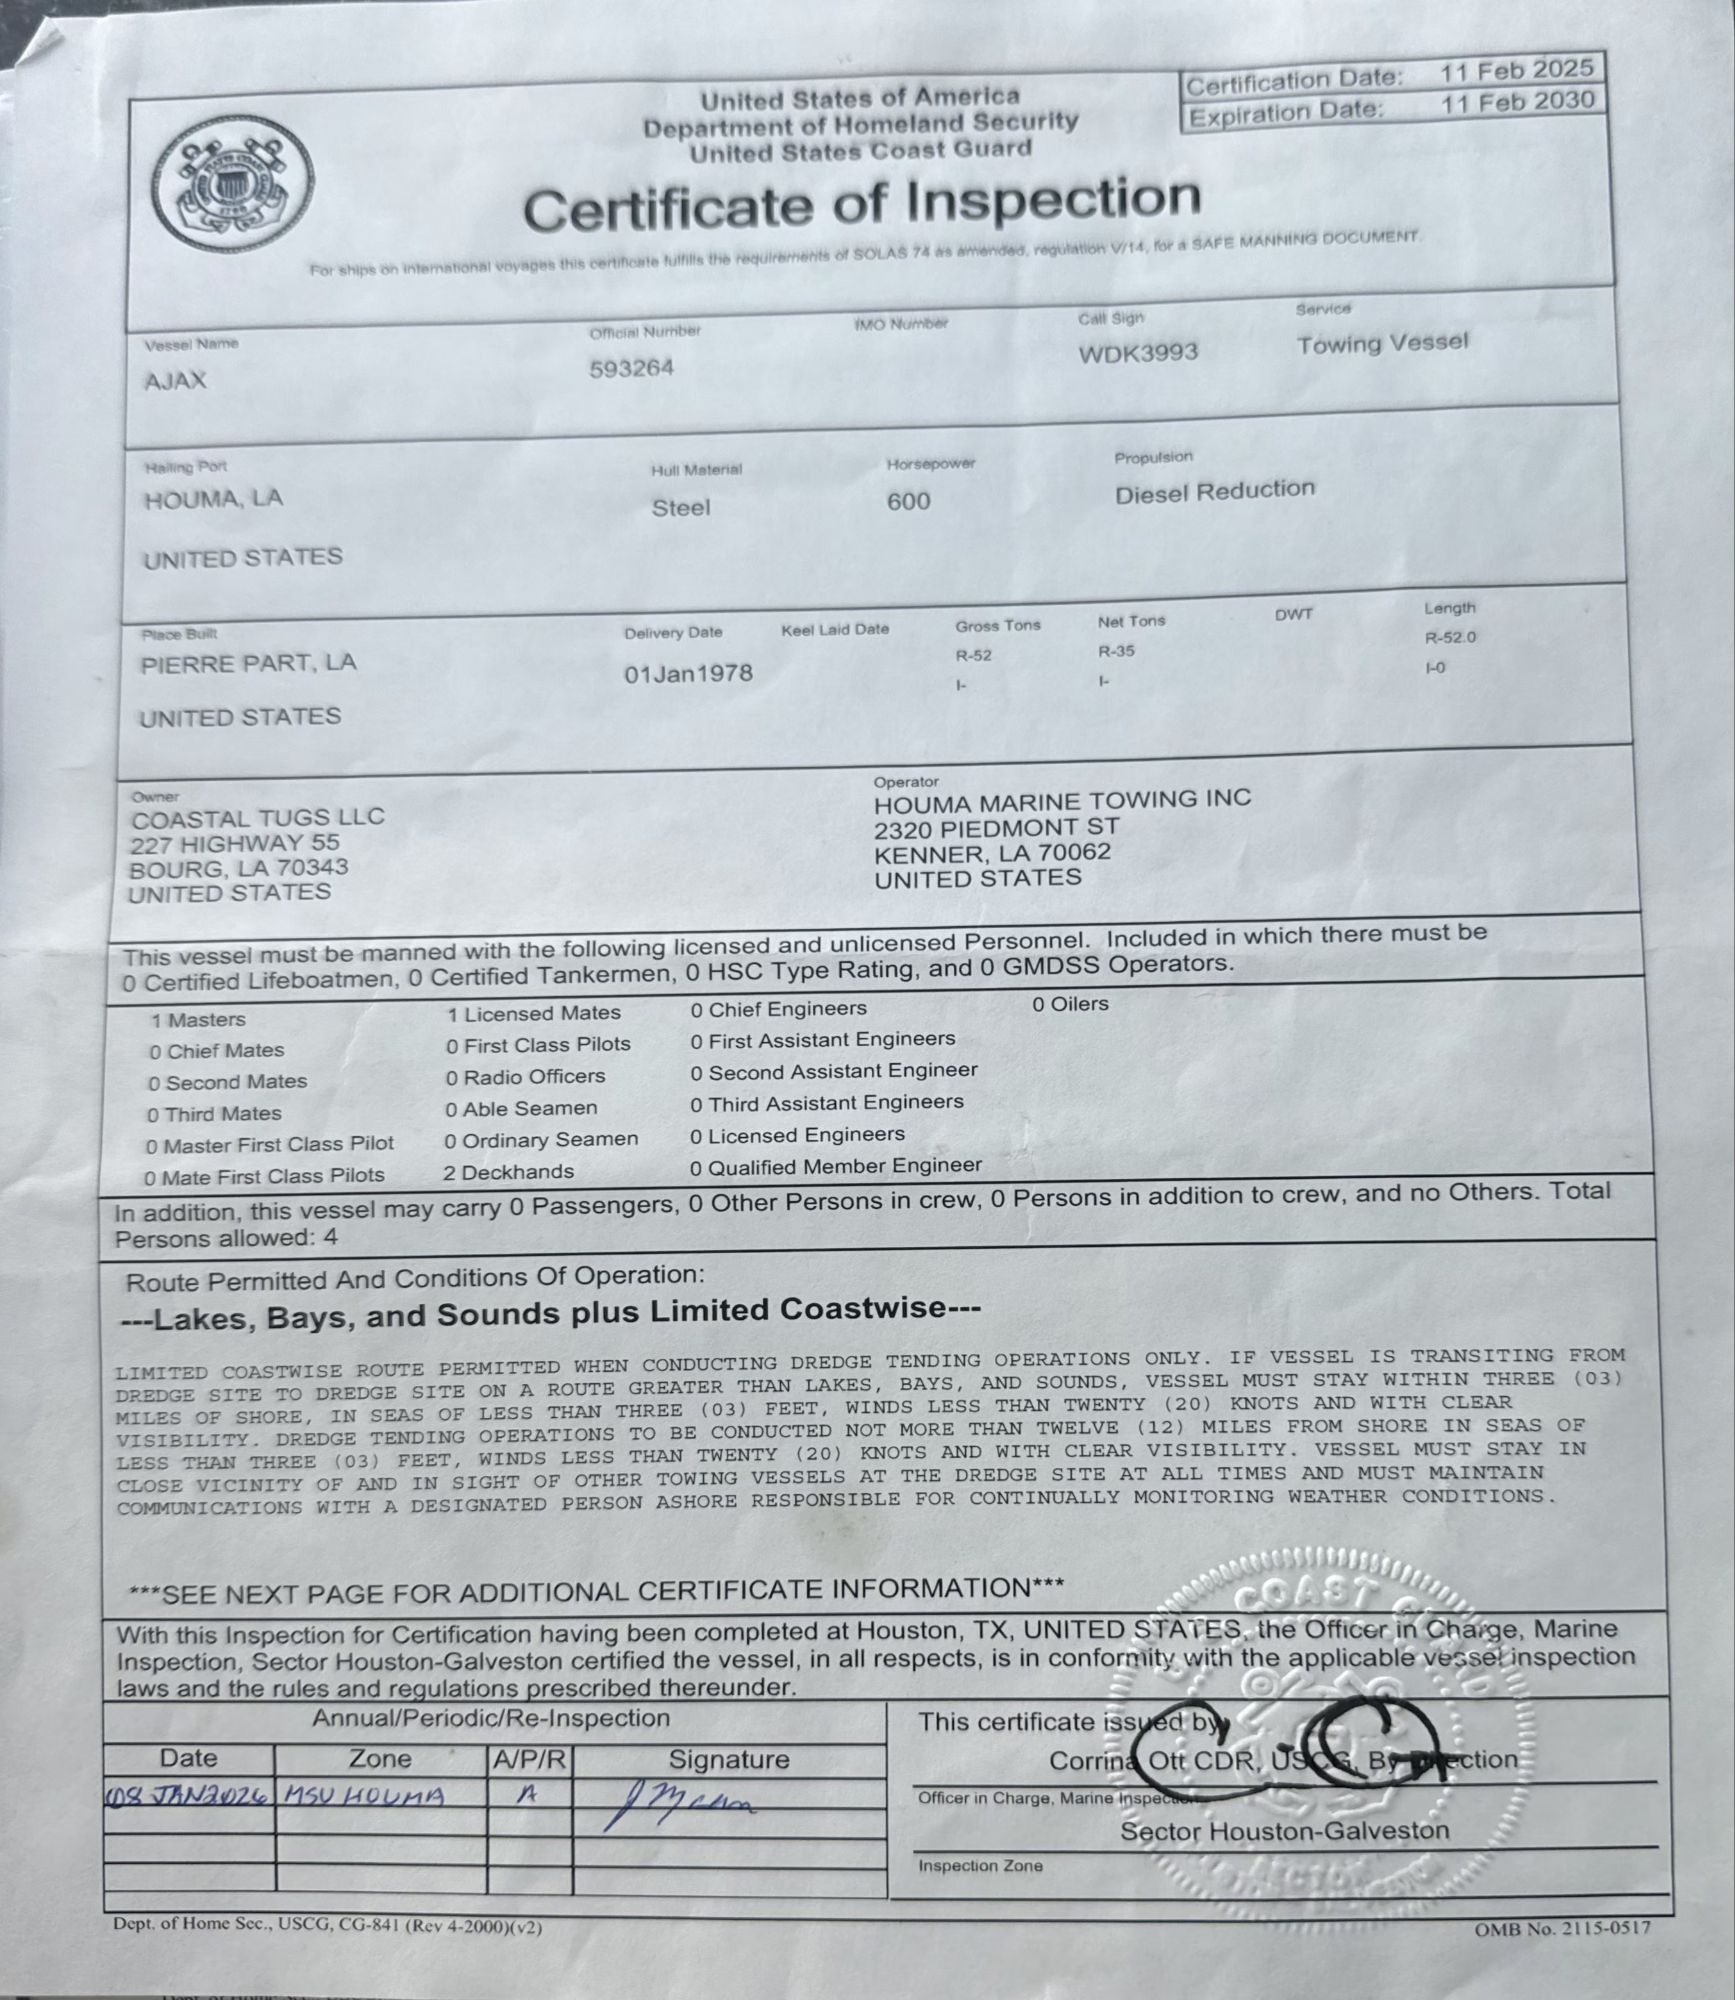 Certification Date: 11 Feb 2025
Expiration Date: 11 Feb 2030
United States of America
Department of Homeland Security
United States Coast Guard
Certificate of Inspection
For ships on international voyages this certificate fulfills the requirements of SOLAS 74 as amended, regulation V/14, for a SAFE MANNING DOCUMENT.
Vessel Name Official Number IMO Number Call Sign Service
AJAX 593264 WDK3993 Towing Vessel
Hailing Port Hull Material Horsepower Propulsion
HOUMA, LA Steel 600 Diesel Reduction
UNITED STATES
Place Built Delivery Date Keel Laid Date Gross Tons Net Tons DWT Length
PIERRE PART, LA 01Jan1978 R-52 R-35 R-52.0
I- I- I-0
UNITED STATES
Owner
COASTAL TUGS LLC
227 HIGHWAY 55
BOURG, LA 70343
UNITED STATES
Operator
HOUMA MARINE TOWING INC
2320 PIEDMONT ST
KENNER, LA 70062
UNITED STATES
This vessel must be manned with the following licensed and unlicensed Personnel. Included in which there must be
0 Certified Lifeboatmen, 0 Certified Tankermen, 0 HSC Type Rating, and 0 GMDSS Operators.
1 Masters 1 Licensed Mates 0 Chief Engineers 0 Oilers
0 Chief Mates 0 First Class Pilots 0 First Assistant Engineers
0 Second Mates 0 Radio Officers 0 Second Assistant Engineer
0 Third Mates 0 Able Seamen 0 Third Assistant Engineers
0 Master First Class Pilot 0 Ordinary Seamen 0 Licensed Engineers
0 Mate First Class Pilots 2 Deckhands 0 Qualified Member Engineer
In addition, this vessel may carry 0 Passengers, 0 Other Persons in crew, 0 Persons in addition to crew, and no Others. Total
Persons allowed: 4
Route Permitted And Conditions Of Operation:
---Lakes, Bays, and Sounds plus Limited Coastwise---
LIMITED COASTWISE ROUTE PERMITTED WHEN CONDUCTING DREDGE TENDING OPERATIONS ONLY. IF VESSEL IS TRANSITING FROM
DREDGE SITE TO DREDGE SITE ON A ROUTE GREATER THAN LAKES, BAYS, AND SOUNDS, VESSEL MUST STAY WITHIN THREE (03)
MILES OF SHORE, IN SEAS OF LESS THAN THREE (03) FEET, WINDS LESS THAN TWENTY (20) KNOTS AND WITH CLEAR
VISIBILITY. DREDGE TENDING OPERATIONS TO BE CONDUCTED NOT MORE THAN TWELVE (12) MILES FROM SHORE IN SEAS OF
LESS THAN THREE (03) FEET, WINDS LESS THAN TWENTY (20) KNOTS AND WITH CLEAR VISIBILITY. VESSEL MUST STAY IN
CLOSE VICINITY OF AND IN SIGHT OF OTHER TOWING VESSELS AT THE DREDGE SITE AT ALL TIMES AND MUST MAINTAIN
COMMUNICATIONS WITH A DESIGNATED PERSON ASHORE RESPONSIBLE FOR CONTINUALLY MONITORING WEATHER CONDITIONS.
***SEE NEXT PAGE FOR ADDITIONAL CERTIFICATE INFORMATION***
With this Inspection for Certification having been completed at Houston, TX, UNITED STATES, the Officer in Charge, Marine
Inspection, Sector Houston-Galveston certified the vessel, in all respects, is in conformity with the applicable vessel inspection
laws and the rules and regulations prescribed thereunder.
Annual/Periodic/Re-Inspection
Date Zone A/P/R Signature
08 JAN 2026 MSU HOUMA A
This certificate issued by
Corrina Ott CDR, USCG, By Direction
Officer in Charge, Marine Inspection
Sector Houston-Galveston
Inspection Zone
Dept. of Home Sec., USCG, CG-841 (Rev 4-2000)(v2)
OMB No. 2115-0517
COAST GUARD